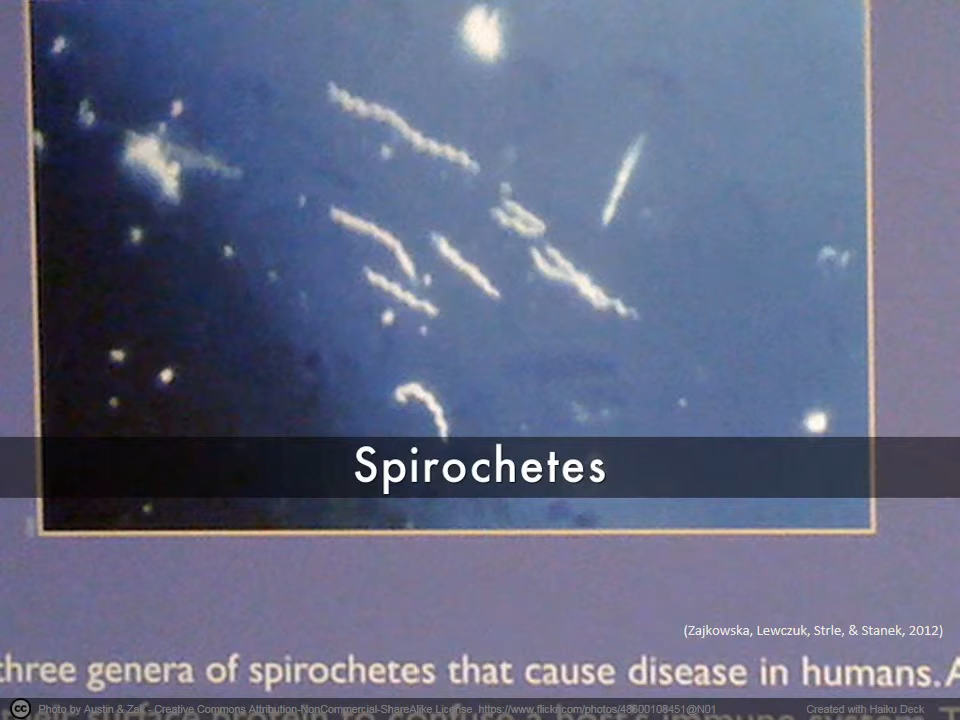 Spirochetes
(Zajkowska, Lewczuk, Strle, & Stanek, 2012)
three genera of spirochetes that cause disease in humans. A
Photo by Austin & Zak - Creative Commons Attribution-NonCommercial-ShareAlike License https://www.flickr.com/photos/48600108451@N01
Created with Haiku Deck